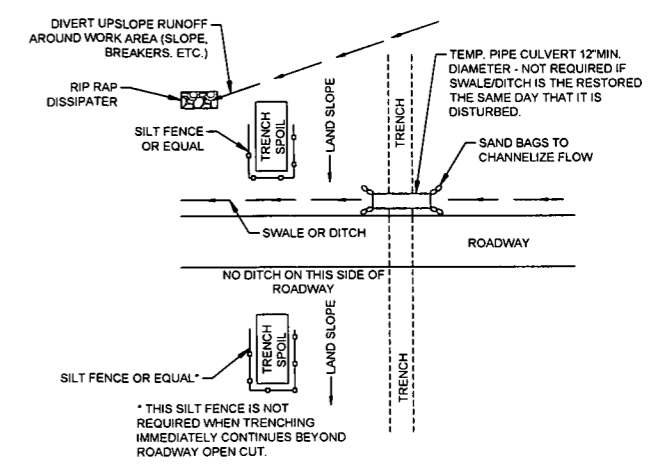 DIVERT UPSLOPE RUNOFF
AROUND WORK AREA (SLOPE,
BREAKERS. ETC.)
RIP RAP
DISSIPATER
SILT FENCE
OR EQUAL
TRENCH
SPOIL
LAND SLOPE
TRENCH
TEMP. PIPE CULVERT 12"MIN.
DIAMETER - NOT REQUIRED IF
SWALE/DITCH IS THE RESTORED
THE SAME DAY THAT IT IS
DISTURBED.
SAND BAGS TO
CHANNELIZE FLOW
SWALE OR DITCH
ROADWAY
NO DITCH ON THIS SIDE OF
ROADWAY
TRENCH
SPOIL
LAND SLOPE
TRENCH
SILT FENCE OR EQUAL*
* THIS SILT FENCE IS NOT
REQUIRED WHEN TRENCHING
IMMEDIATELY CONTINUES BEYOND
ROADWAY OPEN CUT.